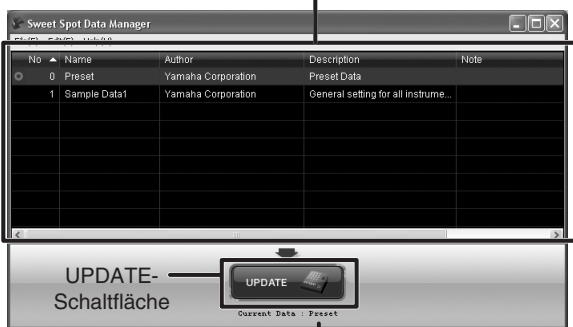 Sweet Spot Data Manager
No Name Author Description Note
0 Preset Yamaha Corporation Preset Data
1 Sample Data1 Yamaha Corporation General setting for all instrume...
UPDATE-
Schaltfläche
UPDATE
Current Data : Preset